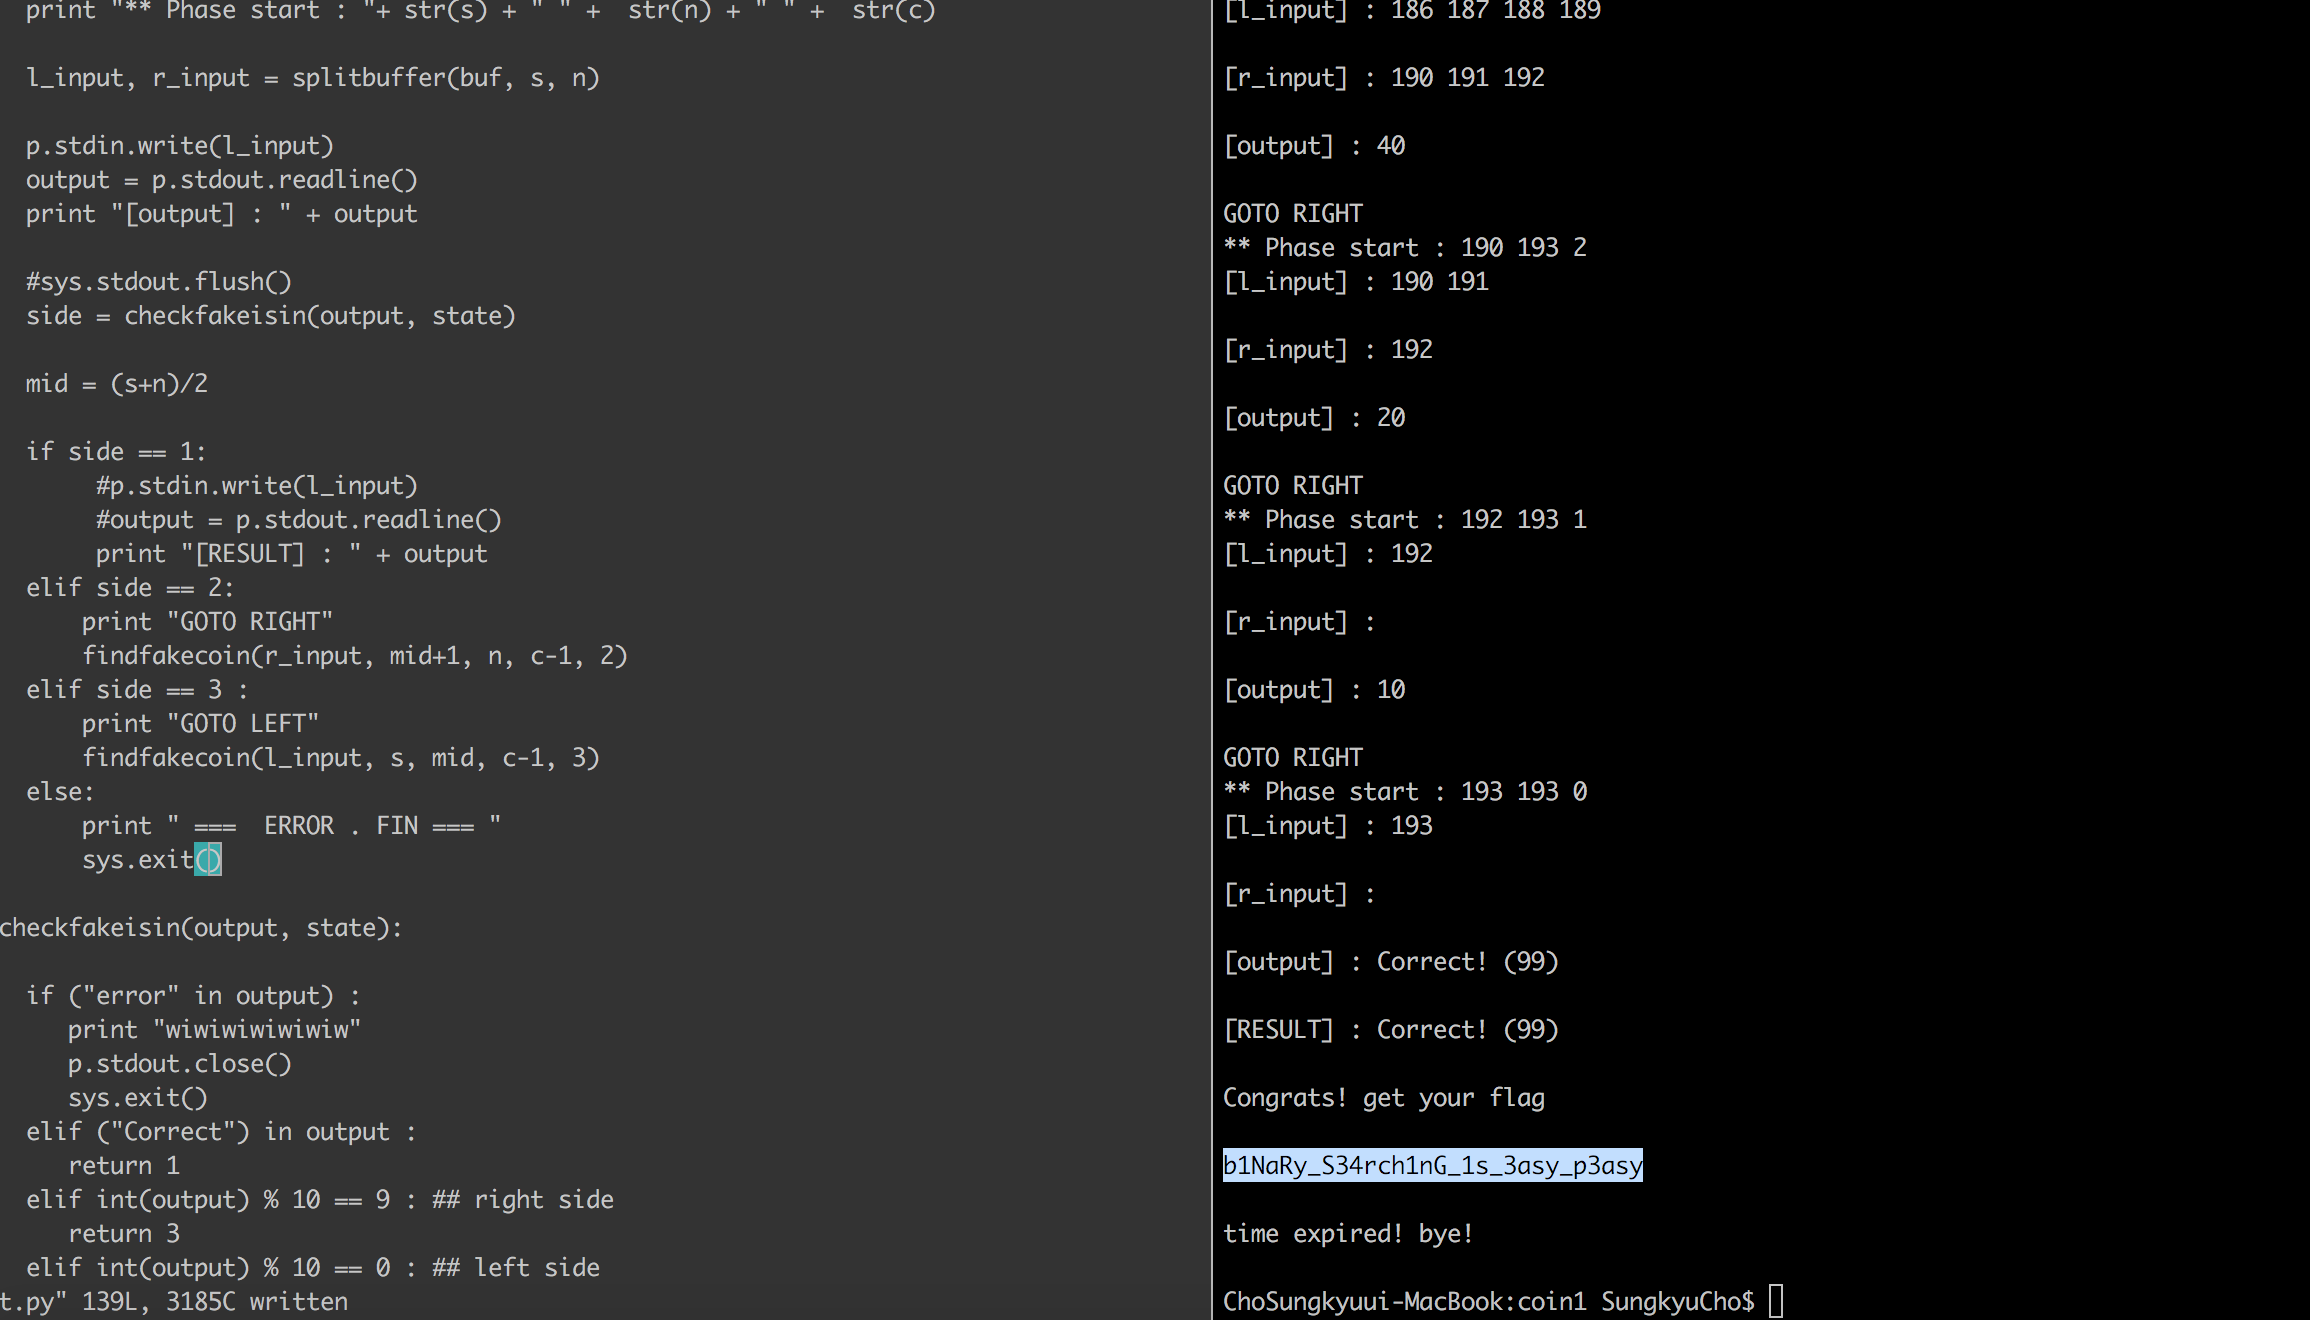 print "** Phase start : "+ str(s) + " " +  str(n) + " " +  str(c)
l_input, r_input = splitbuffer(buf, s, n)
p.stdin.write(l_input)
output = p.stdout.readline()
print "[output] : " + output
#sys.stdout.flush()
side = checkfakeisin(output, state)
mid = (s+n)/2
if side == 1:
#p.stdin.write(l_input)
#output = p.stdout.readline()
print "[RESULT] : " + output
elif side == 2:
print "GOTO RIGHT"
findfakecoin(r_input, mid+1, n, c-1, 2)
elif side == 3 :
print "GOTO LEFT"
findfakecoin(l_input, s, mid, c-1, 3)
else:
print " ===  ERROR . FIN === "
sys.exit()
checkfakeisin(output, state):
if ("error" in output) :
print "wiwiwiwiwiwiw"
p.stdout.close()
sys.exit()
elif ("Correct") in output :
return 1
elif int(output) % 10 == 9 : ## right side
return 3
elif int(output) % 10 == 0 : ## left side
t.py" 139L, 3185C written
[l_input] : 186 187 188 189
[r_input] : 190 191 192
[output] : 40
GOTO RIGHT
** Phase start : 190 193 2
[l_input] : 190 191
[r_input] : 192
[output] : 20
GOTO RIGHT
** Phase start : 192 193 1
[l_input] : 192
[r_input] :
[output] : 10
GOTO RIGHT
** Phase start : 193 193 0
[l_input] : 193
[r_input] :
[output] : Correct! (99)
[RESULT] : Correct! (99)
Congrats! get your flag
b1NaRy_S34rch1nG_1s_3asy_p3asy
time expired! bye!
ChoSungkyuui-MacBook:coin1 SungkyuCho$